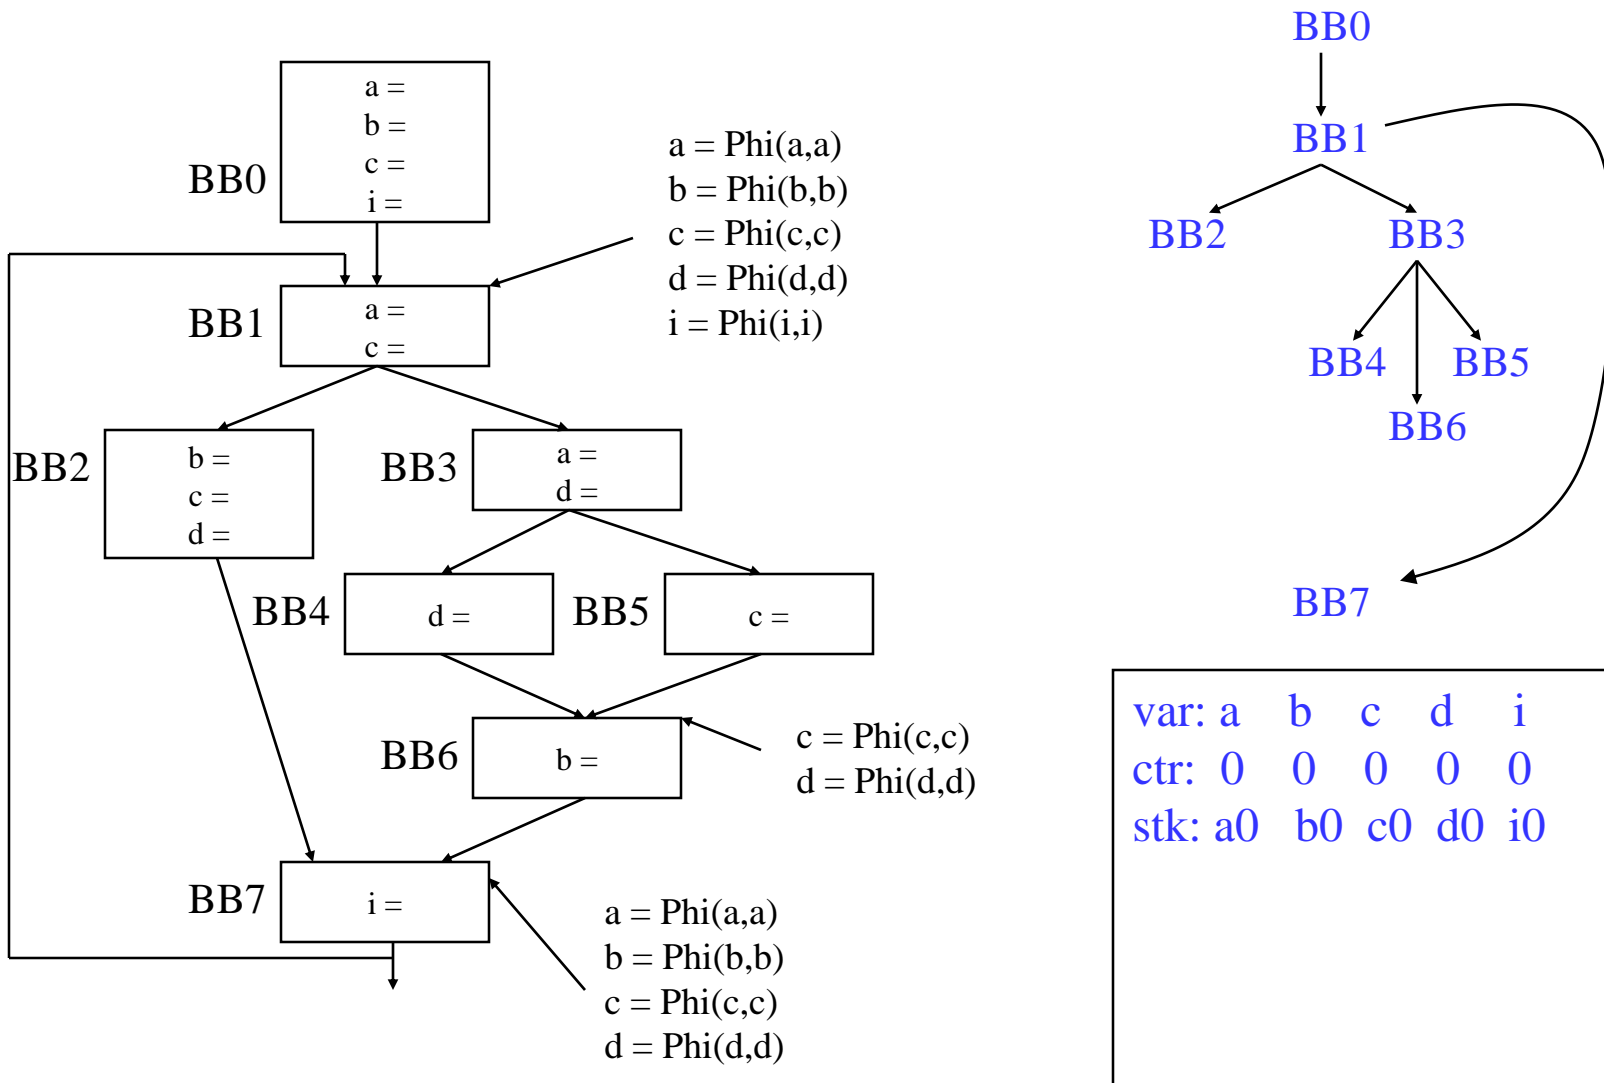 BB0
a =
b =
c =
i =
BB1
a =
c =
a = Phi(a,a)
b = Phi(b,b)
c = Phi(c,c)
d = Phi(d,d)
i = Phi(i,i)
BB2
b =
c =
d =
BB3
a =
d =
BB4
d =
BB5
c =
BB6
b =
c = Phi(c,c)
d = Phi(d,d)
BB7
i =
a = Phi(a,a)
b = Phi(b,b)
c = Phi(c,c)
d = Phi(d,d)
BB0
BB1
BB2 BB3
BB4 BB5
BB6
BB7
var: a b c d i
ctr: 0 0 0 0 0
stk: a0 b0 c0 d0 i0